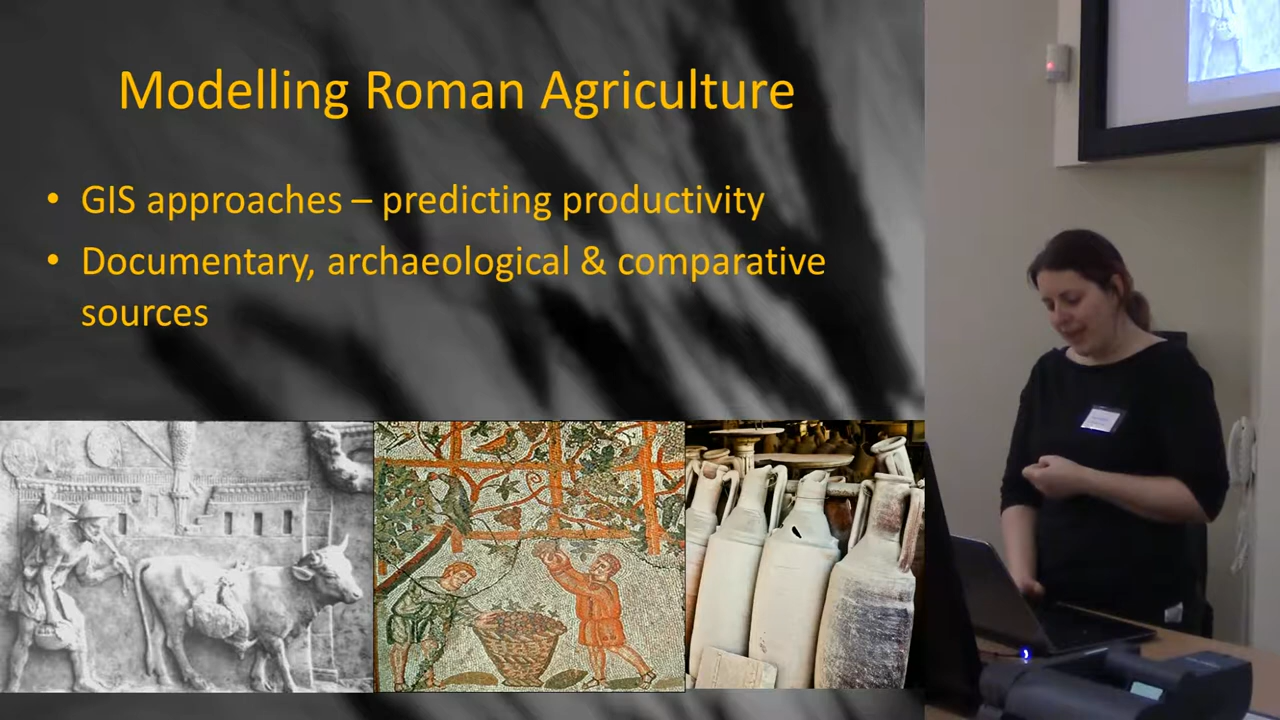 Modelling Roman Agriculture
• GIS approaches – predicting productivity
• Documentary, archaeological & comparative
sources